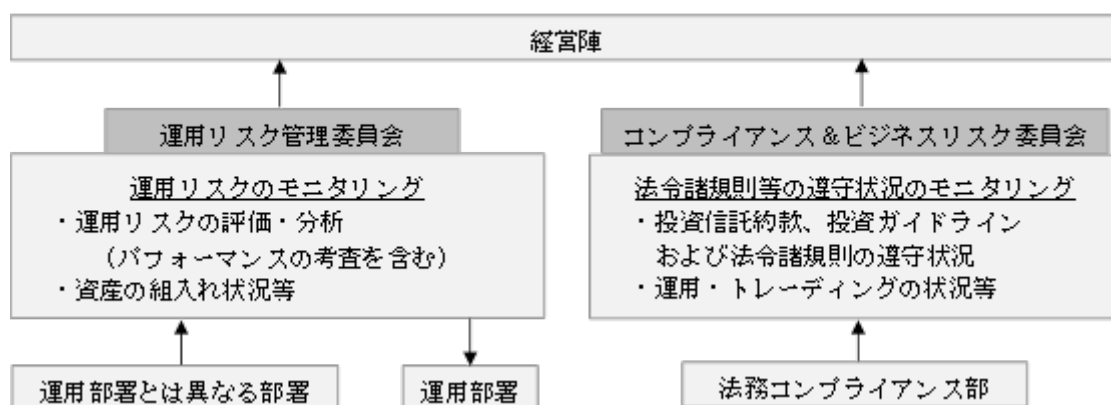 経営陣
運用リスク管理委員会
運用リスクのモニタリング
・運用リスクの評価・分析
（パフォーマンスの考査を含む）
・資産の組入れ状況等
コンプライアンス＆ビジネスリスク委員会
法令諸規則等の遵守状況のモニタリング
・投資信託約款、投資ガイドライン
および法令諸規則の遵守状況
・運用・トレーディングの状況等
運用部署とは異なる部署
運用部署
法務コンプライアンス部